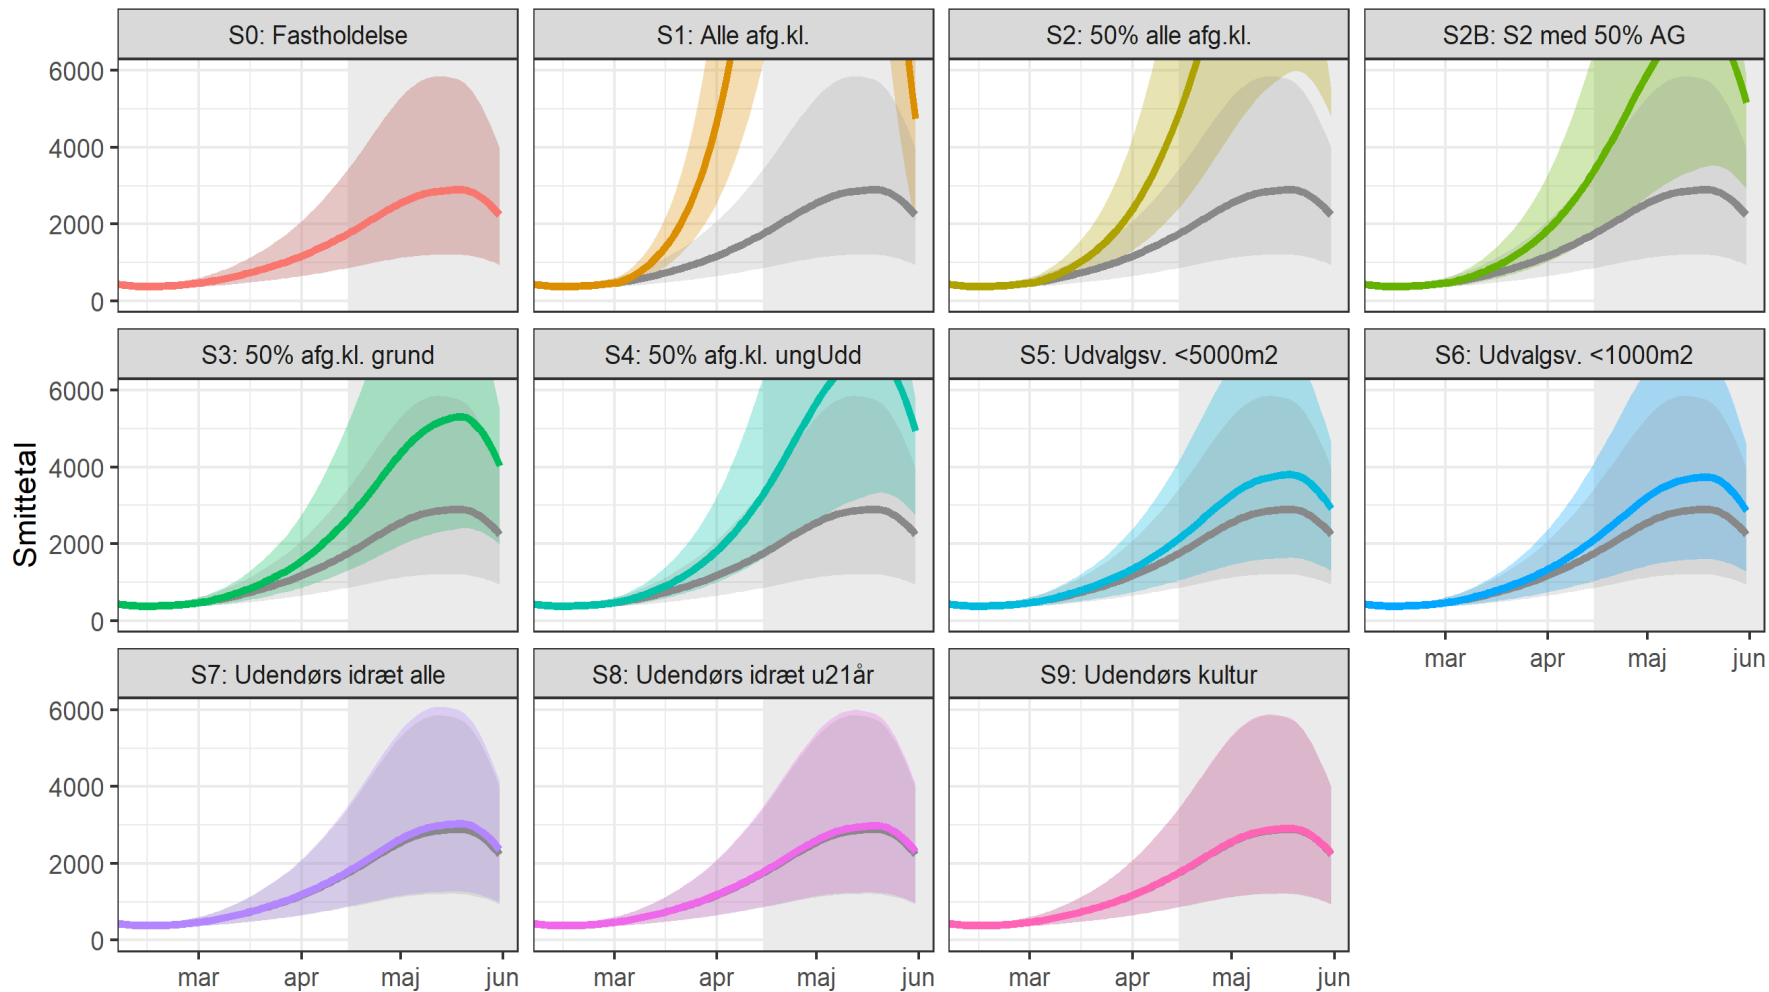 S0: Fastholdelse
S1: Alle afg.kl.
S2: 50% alle afg.kl.
S2B: S2 med 50% AG
6000
4000
2000
0
S3: 50% afg.kl. grund
S4: 50% afg.kl. ungUdd
S5: Udvalgsv. <5000m2
S6: Udvalgsv. <1000m2
6000
4000
2000
0
mar apr maj jun
Smittetal
S7: Udendørs idræt alle
S8: Udendørs idræt u21år
S9: Udendørs kultur
6000
4000
2000
0
mar apr maj jun
mar apr maj jun
mar apr maj jun